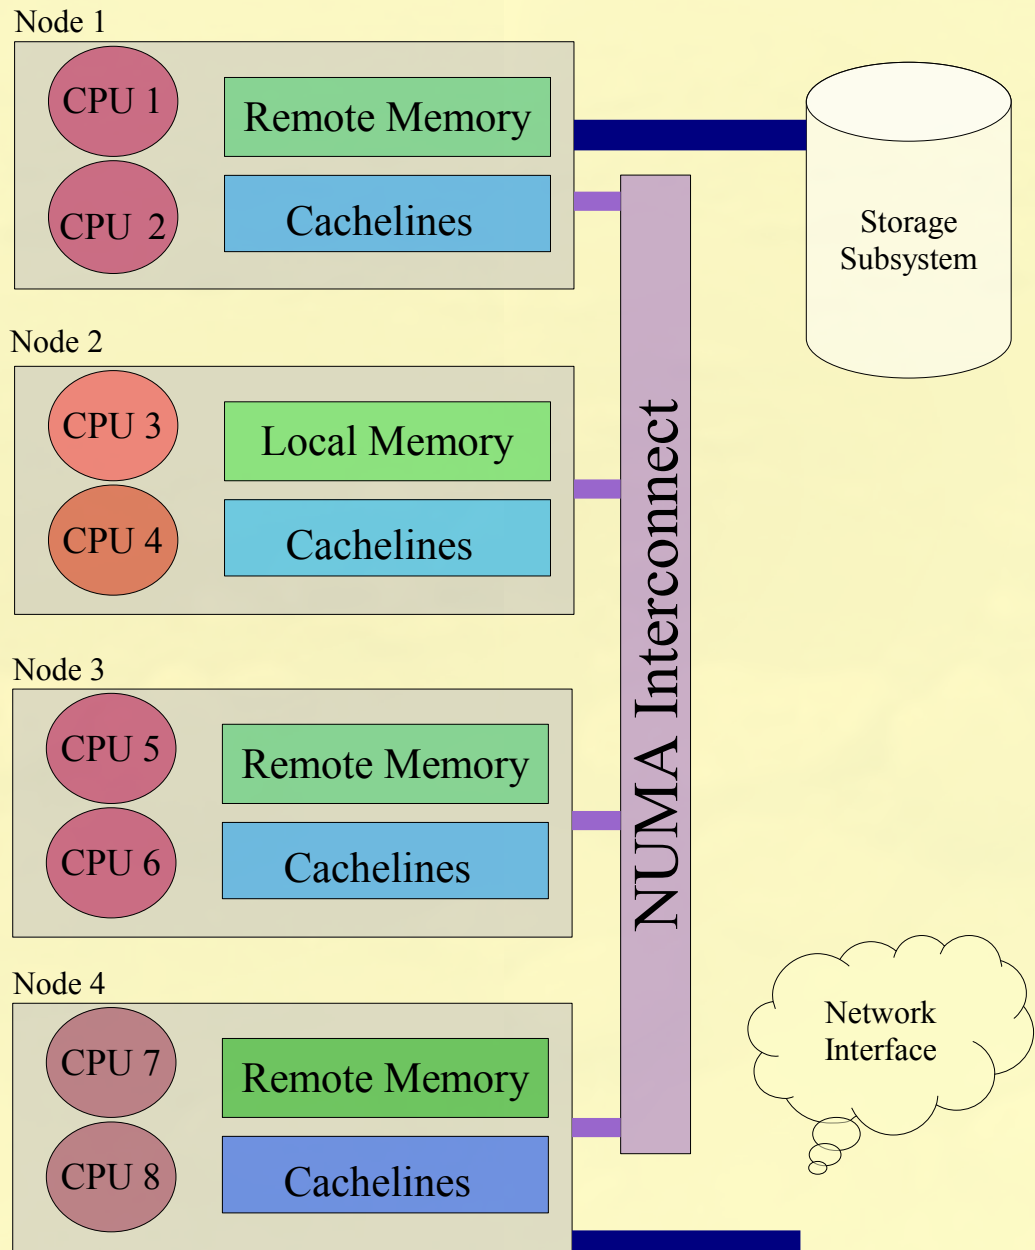 Node 1
CPU 1
Remote Memory
CPU 2
Cachelines
Storage
Subsystem
Node 2
CPU 3
Local Memory
CPU 4
Cachelines
NUMA Interconnect
Node 3
CPU 5
Remote Memory
CPU 6
Cachelines
Node 4
CPU 7
Remote Memory
CPU 8
Cachelines
Network
Interface